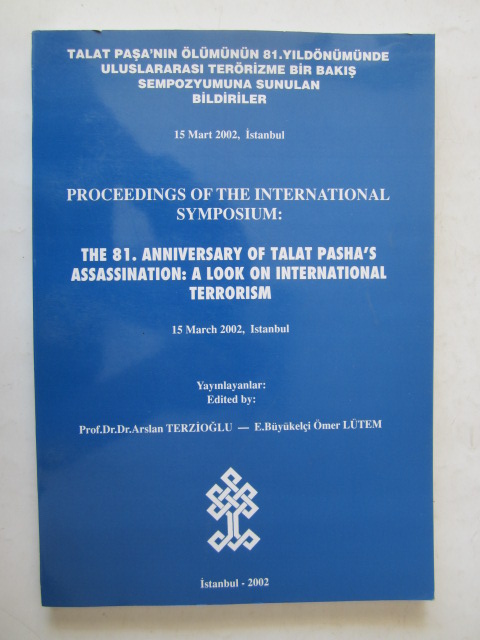 TALAT PAŞA'NIN ÖLÜMÜNÜN 81.YILDÖNÜMÜNDE
ULUSLARARASI TERÖRİZME BİR BAKIŞ
SEMPOZYUMUNA SUNULAN
BİLDİRİLER
15 Mart 2002, İstanbul
PROCEEDINGS OF THE INTERNATIONAL
SYMPOSIUM:
THE 81. ANNIVERSARY OF TALAT PASHA'S
ASSASSINATION: A LOOK ON INTERNATIONAL
TERRORISM
15 March 2002, Istanbul
Yayınlayanlar:
Edited by:
Prof.Dr.Dr.Arslan TERZİOĞLU — E.Büyükelçi Ömer LÜTEM
İstanbul - 2002